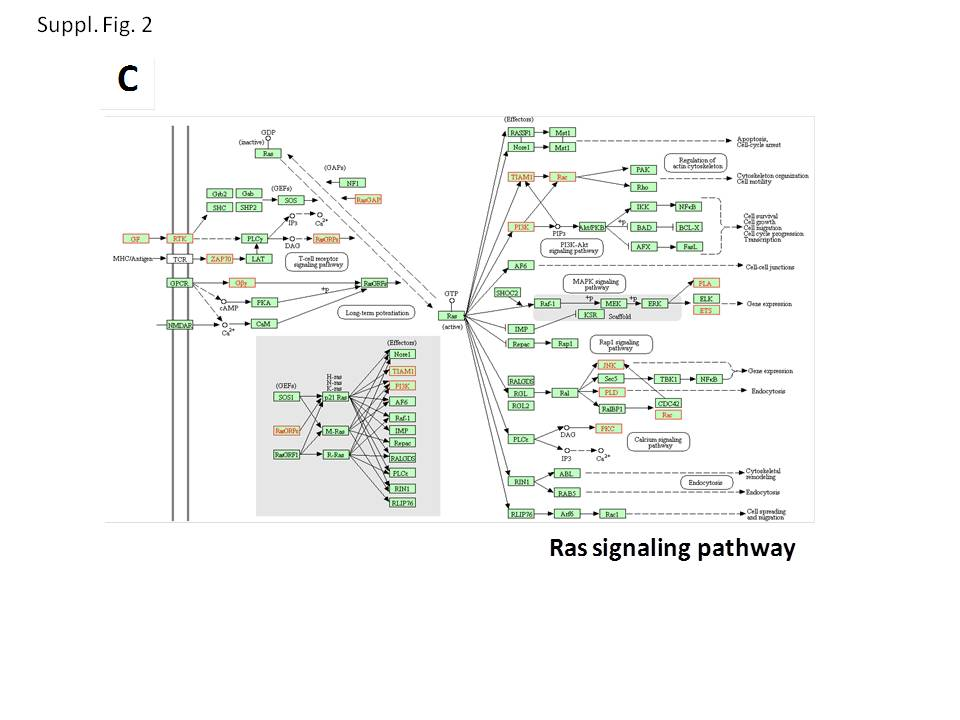 Suppl. Fig. 2
C
(Effectors)
GDP
(inactive)
Ras
(GAFs)
NF1
RasGAP
(GEFs)
Grb2
Gab
SOS
SHC
SHP2
IP3
Ca2+
GF
RTK
PLCγ
DAG
RasGRPs
MHC/Antigen
TCR
ZAP70
LAT
T-cell receptor
signaling pathway
GPCR
Gβγ
+p
RasGRFs
cAMP
PKA
Long-term potentiation
NMDAR
Ca2+
CaM
GTP
Ras
(active)
RASSF1
Mst1
Nore1
Mst1
Apoptosis,
Cell-cycle arrest
TIAM1
Rac
PAK
Rho
Regulation of
actin cytoskeleton
Cytoskeleton organization
Cell motility
PI3K
PIP3
+p
Akt/PKB
IKK
NFκB
BAD
BCL-X
AFX
FasL
PI3K-Akt
signaling pathway
Cell survival
Cell growth
Cell migration
Cell cycle progression
Transcription
AF6
Cell-cell junctions
SHOC2
MAPK signaling
pathway
Raf-1
+p
MEK
+p
ERK
KSR
Scaffold
PLA
ELK
ETS
Gene expression
IMP
Repac
Rap1
Rap1 signaling
pathway
RALGDS
RGL
RGL2
Ral
JNK
Sec5
TBK1
NFκB
Gene expression
PLD
Endocytosis
RalBP1
CDC42
Rac
PLCε
DAG
PKC
IP3
Ca2+
Calcium signaling
pathway
RIN1
ABL
Cytoskeletal
remodeling
RAB5
Endocytosis
Endocytosis
RLIP76
Arf6
Rac1
Cell spreading
and migration
(Effectors)
(GEFs)
H-ras
N-ras
K-ras
SOS1
p21 Ras
RasGRPs
M-Ras
RasGRF1
R-Ras
Nore1
TIAM1
PI3K
AF6
Raf-1
IMP
Repac
RALGDS
PLCε
RIN1
RLIP76
Ras signaling pathway